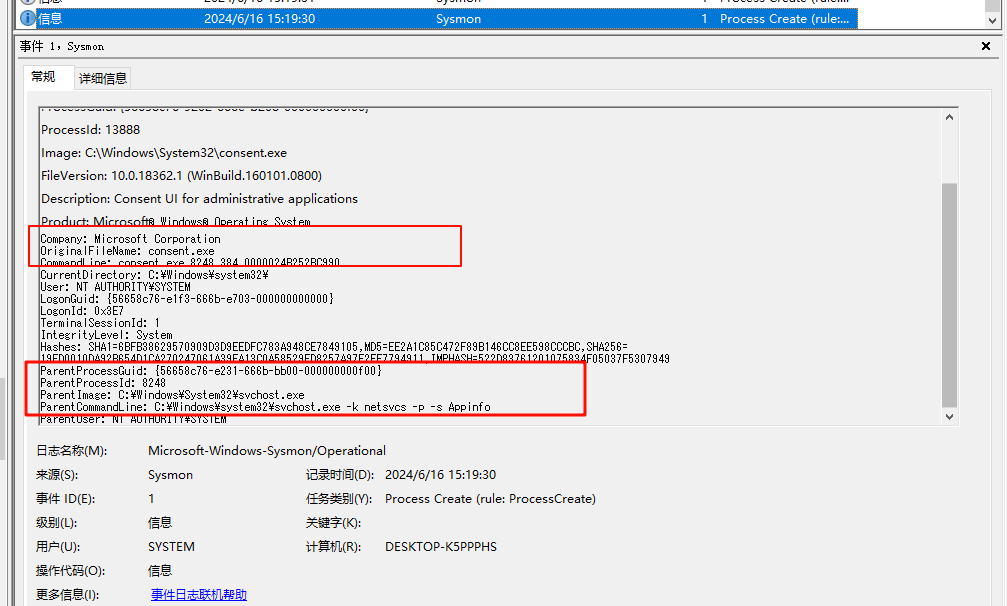 信息 2024/6/16 15:19:30 Sysmon 1 Process Create (rule:...
事件 1, Sysmon
常规 详细信息
ProcessId: 13888
Image: C:\Windows\System32\consent.exe
FileVersion: 10.0.18362.1 (WinBuild.160101.0800)
Description: Consent UI for administrative applications
Product: Microsoft® Windows® Operating System
Company: Microsoft Corporation
OriginalFileName: consent.exe
CommandLine: consent.exe 8248 384 0000024B252BC990
CurrentDirectory: C:¥Windows¥system32¥
User: NT AUTHORITY¥SYSTEM
LogonGuid: {56658c76-e1f3-666b-e703-000000000000}
LogonId: 0x3E7
TerminalSessionId: 1
IntegrityLevel: System
Hashes: SHA1=6BFB38629570909D3D9EEDFC783A948CE7849105,MD5=EE2A1C85C472F89B146CC8EE598CCCBC,SHA256=
19ED0010DA92B654D1CA270247061A39EA13C0A58529ED8257A97F2EF7794911,IMPHASH=522D83761201075834F05037F5307949
ParentProcessGuid: {56658c76-e231-666b-bb00-000000000f00}
ParentProcessId: 8248
ParentImage: C:¥Windows¥System32¥svchost.exe
ParentCommandLine: C:¥Windows¥system32¥svchost.exe -k netsvcs -p -s Appinfo
ParentUser: NT AUTHORITY¥SYSTEM
日志名称(M): Microsoft-Windows-Sysmon/Operational
来源(S): Sysmon 记录时间(D): 2024/6/16 15:19:30
事件 ID(E): 1 任务类别(Y): Process Create (rule: ProcessCreate)
级别(L): 信息 关键字(K):
用户(U): SYSTEM 计算机(R): DESKTOP-K5PPPHS
操作代码(O): 信息
更多信息(I): 事件日志联机帮助